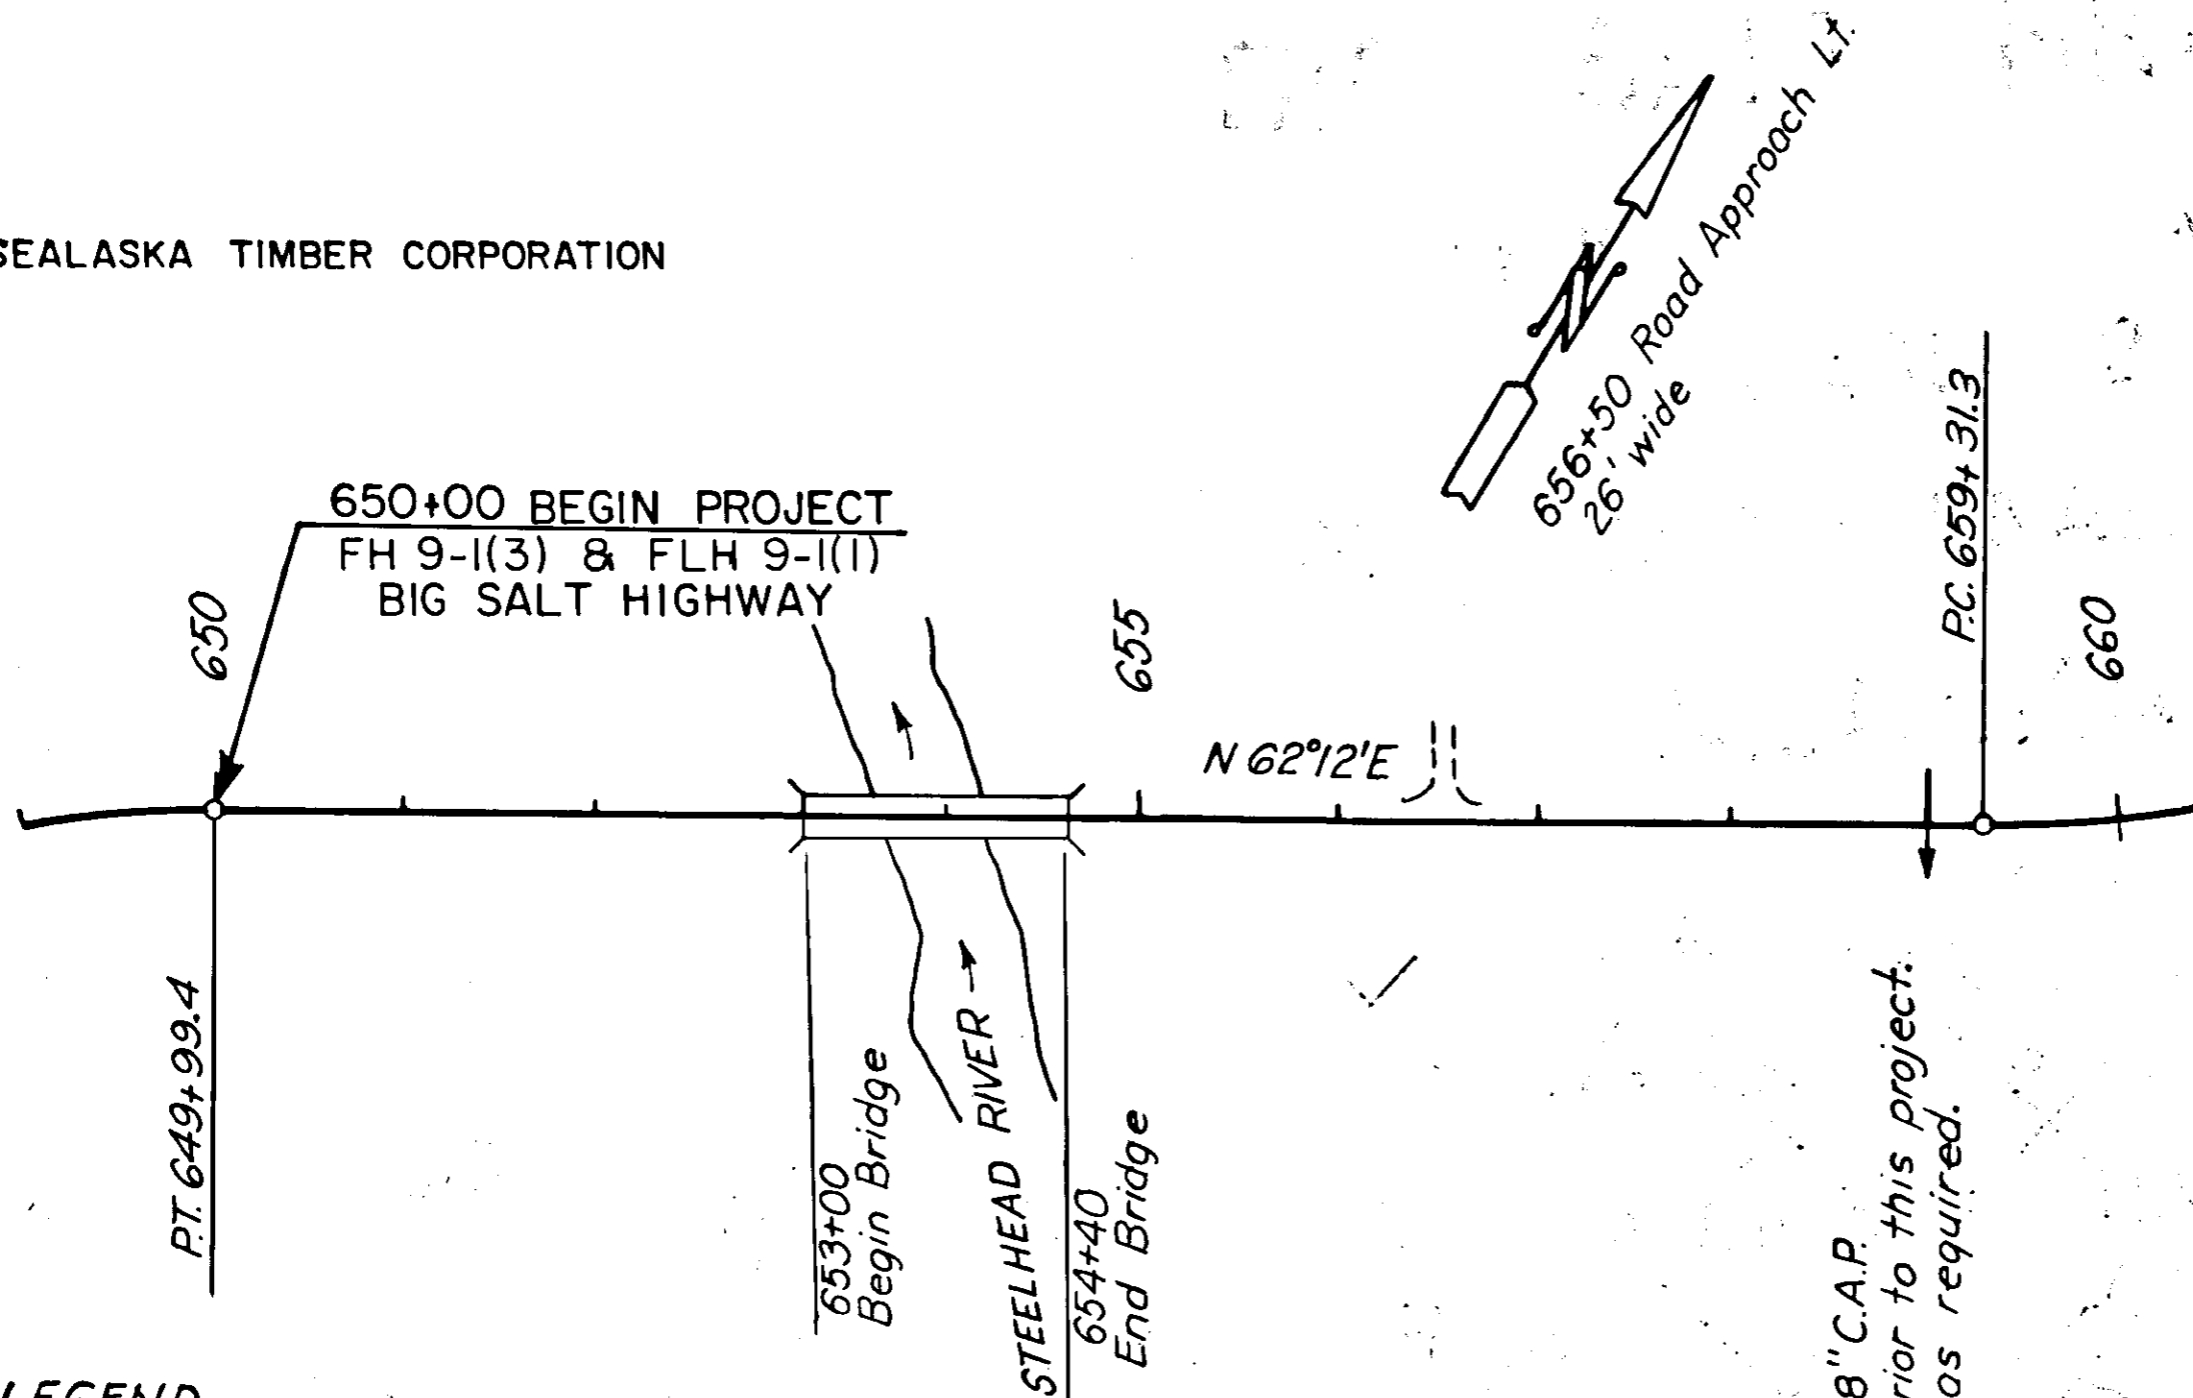 SEALASKA TIMBER CORPORATION
650+00 BEGIN PROJECT
FH 9-1(3) & FLH 9-1(1)
BIG SALT HIGHWAY
650
655
660
656+50 Road Approach Lt.
26' wide
N
P.C. 659+31.3
N 62°12'E
P.T. 649+99.4
653+00
Begin Bridge
STEELHEAD RIVER
654+40
End Bridge
8" C.A.P.
rior to this project.
as required.
LEGEND